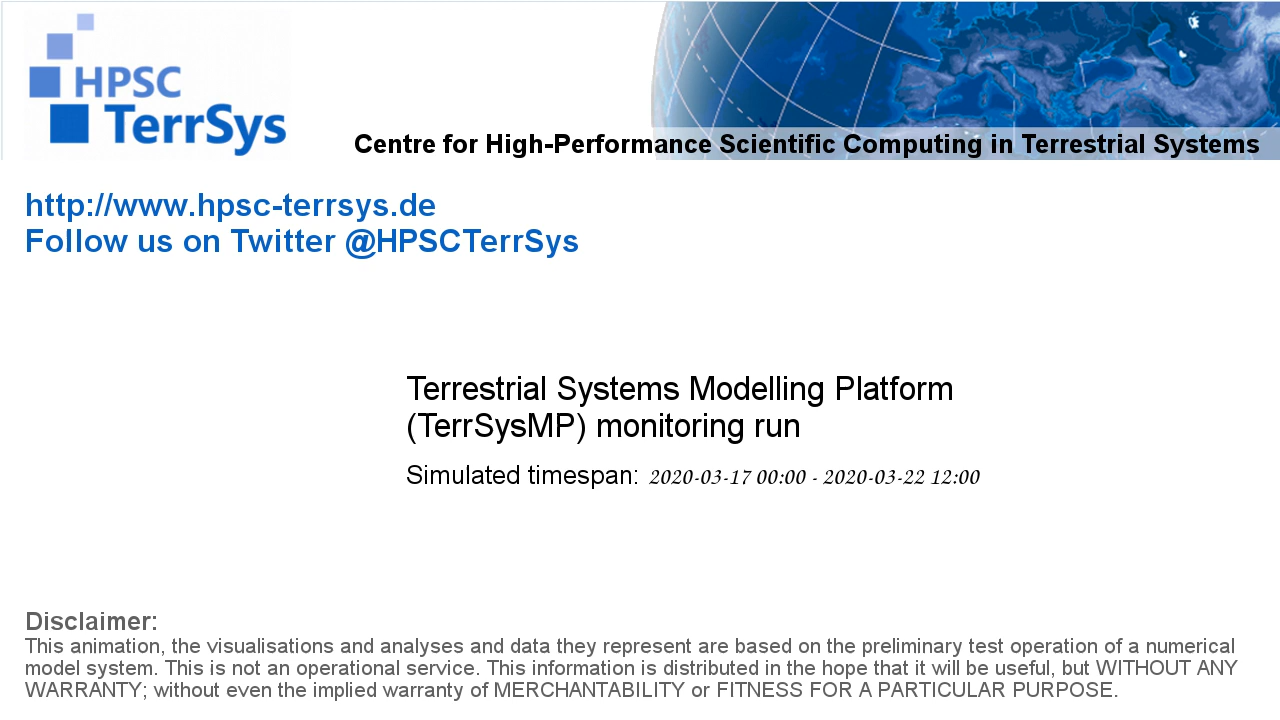 HPSC
TerrSys
Centre for High-Performance Scientific Computing in Terrestrial Systems
http://www.hpsc-terrsys.de
Follow us on Twitter @HPSCTerrSys
Terrestrial Systems Modelling Platform
(TerrSysMP) monitoring run
Simulated timespan: 2020-03-17 00:00 - 2020-03-22 12:00
Disclaimer:
This animation, the visualisations and analyses and data they represent are based on the preliminary test operation of a numerical
model system. This is not an operational service. This information is distributed in the hope that it will be useful, but WITHOUT ANY
WARRANTY; without even the implied warranty of MERCHANTABILITY or FITNESS FOR A PARTICULAR PURPOSE.